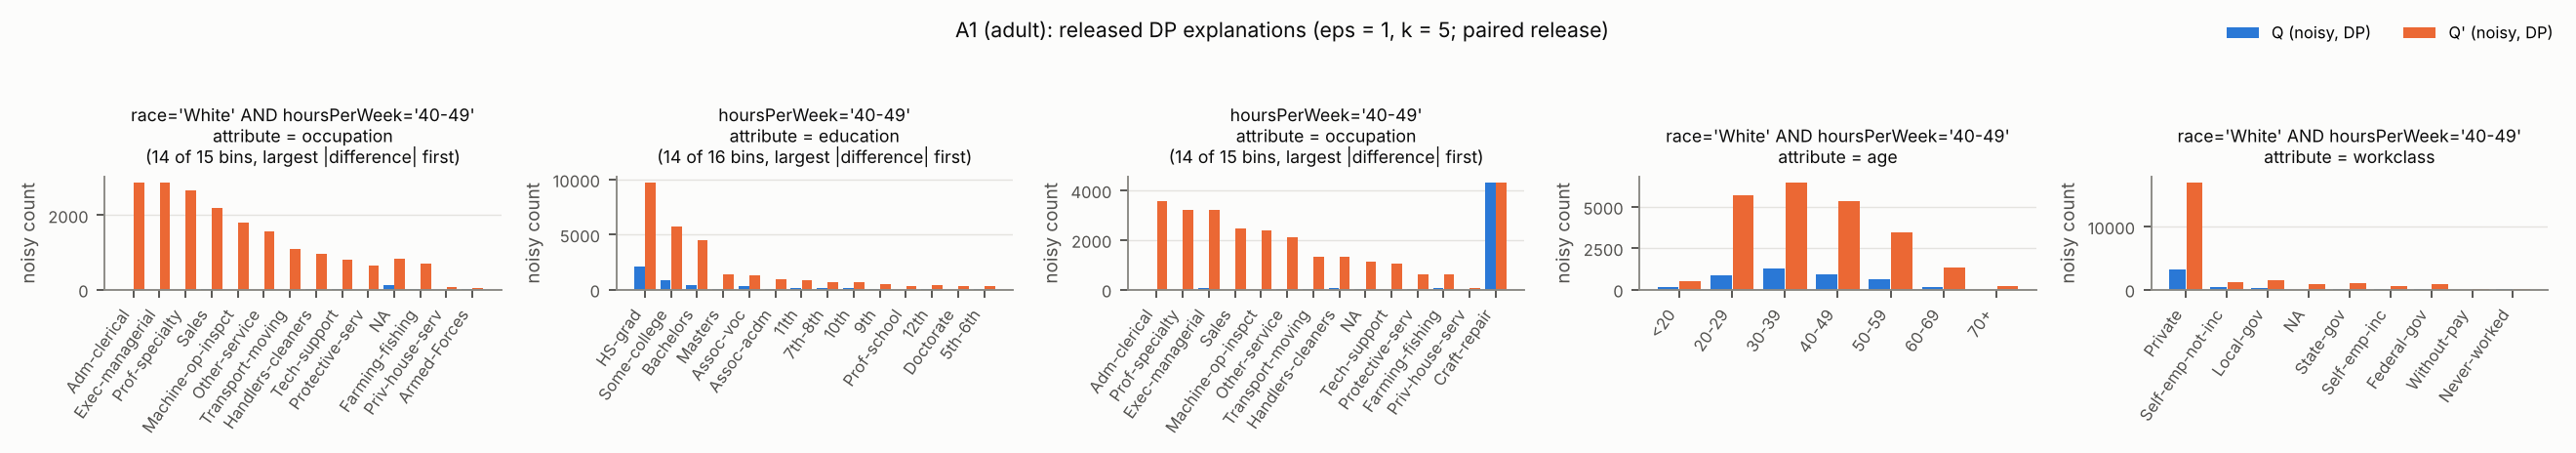 A1 (adult): released DP explanations (eps = 1, k = 5; paired release)
Q (noisy, DP)
Q' (noisy, DP)
race='White' AND hoursPerWeek='40-49'
attribute = occupation
(14 of 15 bins, largest |difference| first)
noisy count
2000
0
Adm-clerical
Exec-managerial
Prof-specialty
Sales
Machine-op-inspct
Other-service
Transport-moving
Handlers-cleaners
Tech-support
Protective-serv
NA
Farming-fishing
Priv-house-serv
Armed-Forces
hoursPerWeek='40-49'
attribute = education
(14 of 16 bins, largest |difference| first)
noisy count
10000
5000
0
HS-grad
Some-college
Bachelors
Masters
Assoc-voc
Assoc-acdm
11th
7th-8th
10th
9th
Prof-school
12th
Doctorate
5th-6th
hoursPerWeek='40-49'
attribute = occupation
(14 of 15 bins, largest |difference| first)
noisy count
4000
2000
0
Adm-clerical
Prof-specialty
Exec-managerial
Sales
Machine-op-inspct
Other-service
Transport-moving
Handlers-cleaners
NA
Tech-support
Protective-serv
Farming-fishing
Priv-house-serv
Craft-repair
race='White' AND hoursPerWeek='40-49'
attribute = age
noisy count
5000
2500
0
<20
20-29
30-39
40-49
50-59
60-69
70+
race='White' AND hoursPerWeek='40-49'
attribute = workclass
noisy count
10000
0
Private
Self-emp-not-inc
Local-gov
NA
State-gov
Self-emp-inc
Federal-gov
Without-pay
Never-worked